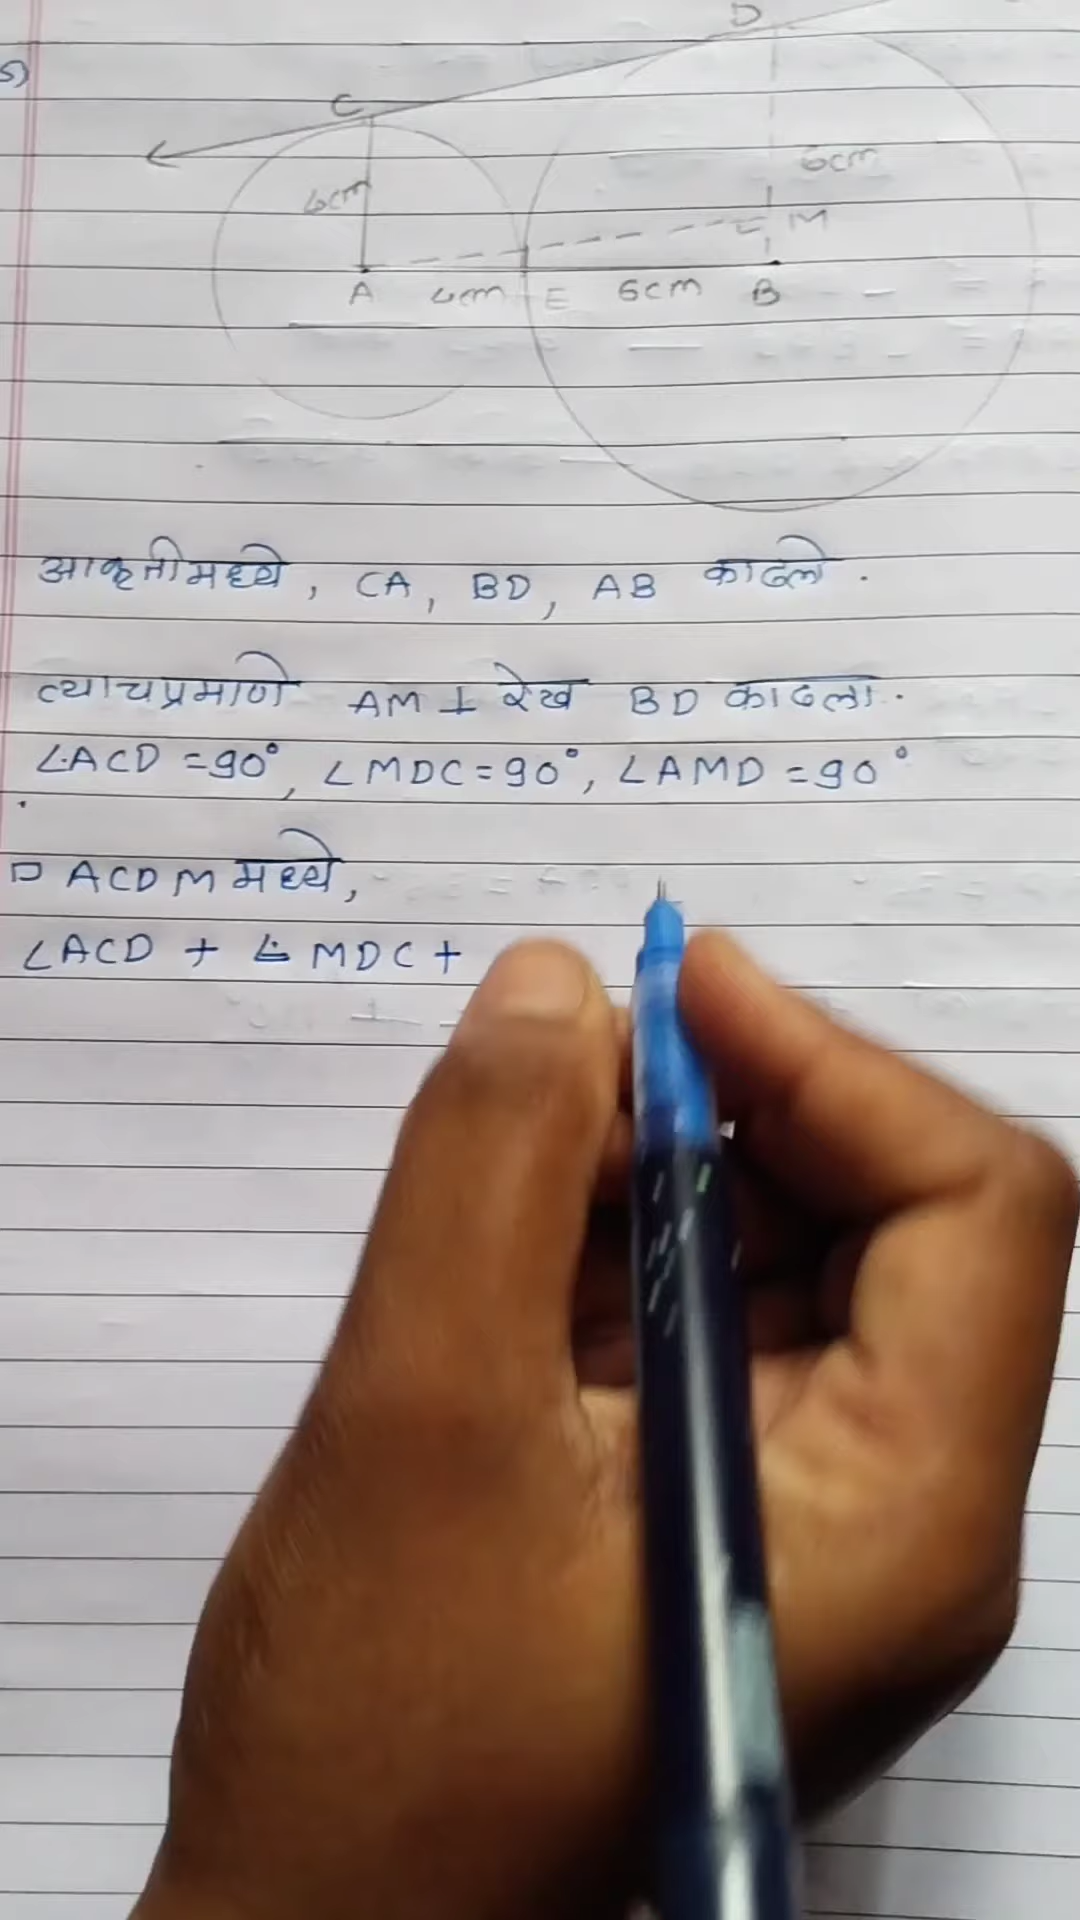 5)
D
C
6cm
4cm
M
A 4cm E 6cm B
आकृतीमध्ये, CA, BD, AB काढले.
त्याचप्रमाणे AM ⊥ रेख BD काढला.
∠ACD = 90°, ∠MDC = 90°, ∠AMD = 90°
□ ACDM मध्ये,
∠ACD + ∠MDC +